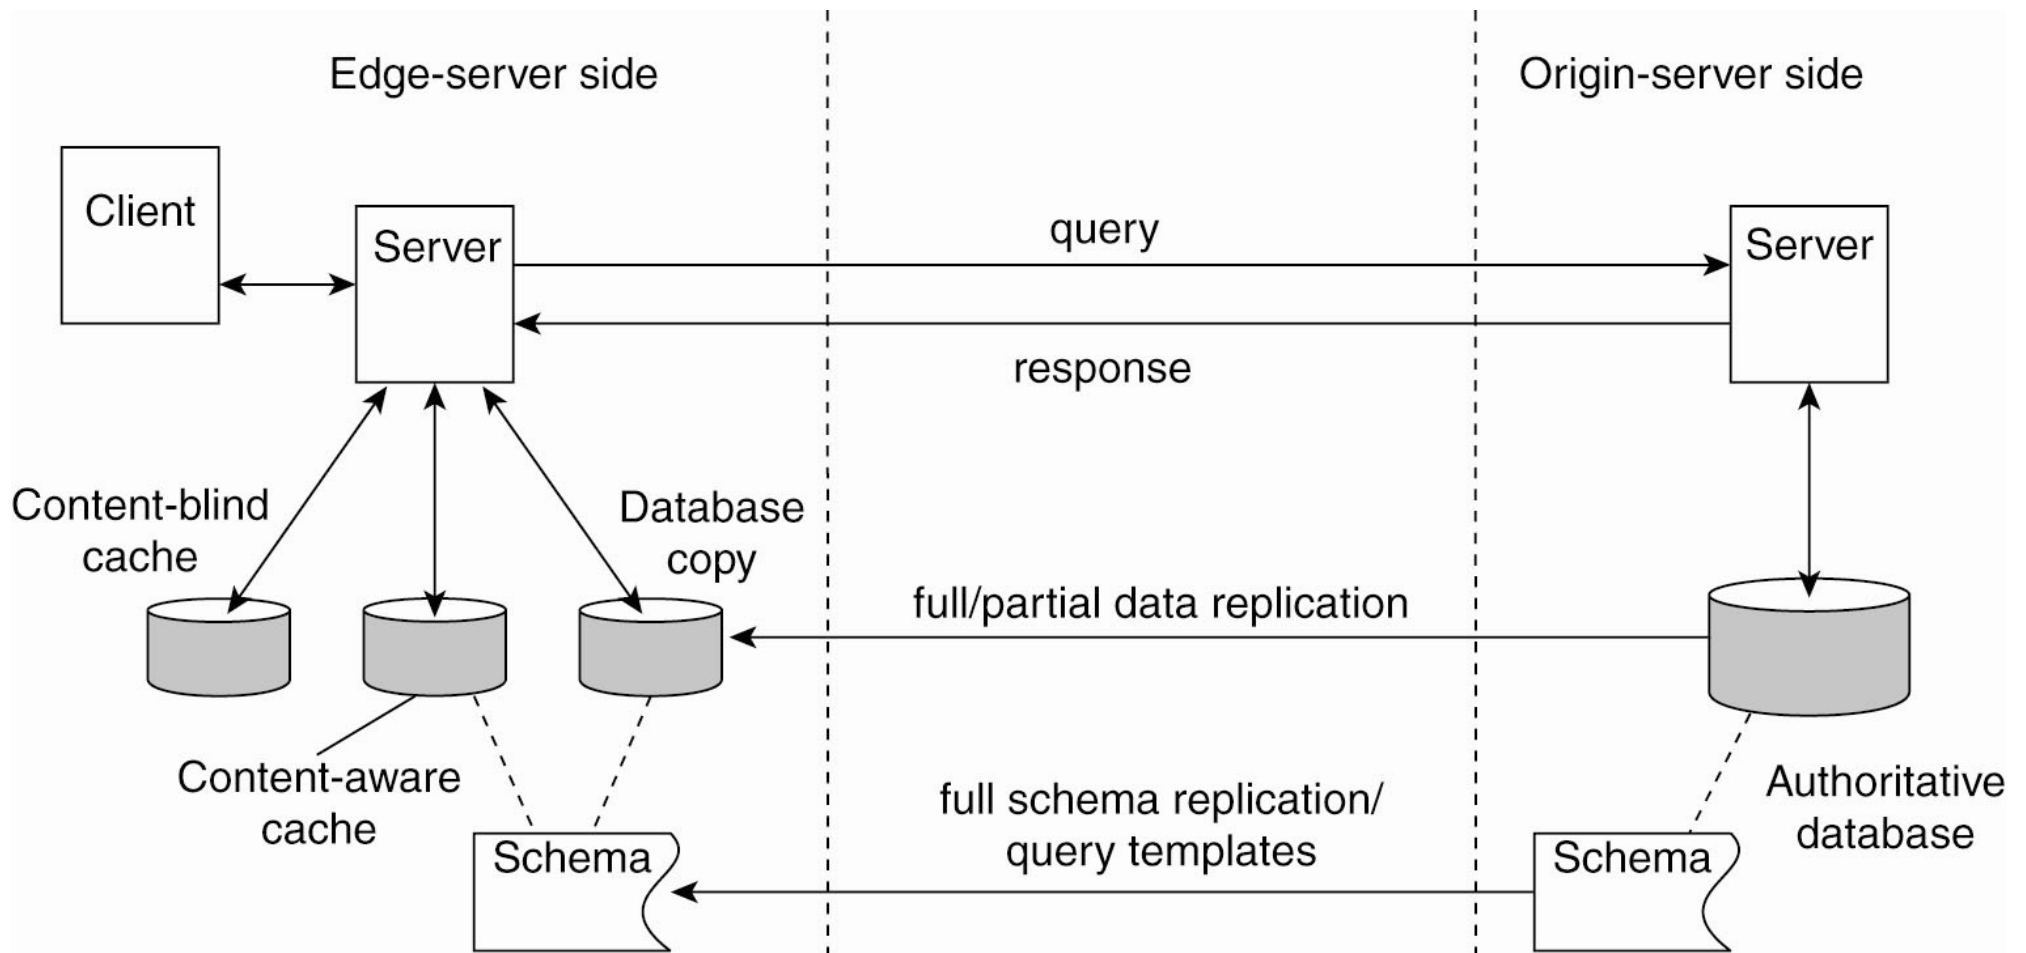 Edge-server side
Origin-server side
Client
Server
query
Server
response
Content-blind
cache
Database
copy
full/partial data replication
Content-aware
cache
full schema replication/
query templates
Authoritative
database
Schema
Schema